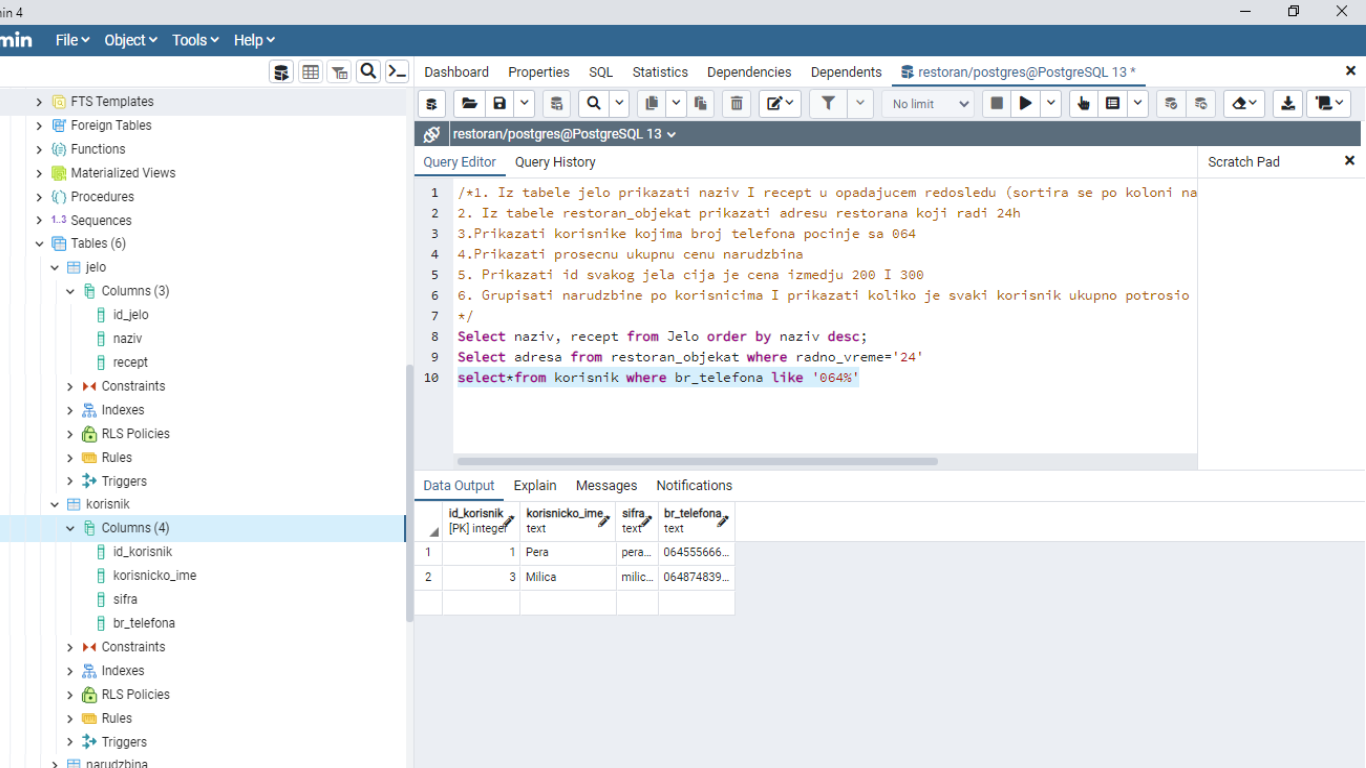 in 4
min File Object Tools Help
Dashboard Properties SQL Statistics Dependencies Dependents restoran/postgres@PostgreSQL 13 *
No limit
restoran/postgres@PostgreSQL 13
Query Editor Query History
Scratch Pad
FTS Templates
Foreign Tables
Functions
Materialized Views
Procedures
1..3 Sequences
Tables (6)
jelo
Columns (3)
id_jelo
naziv
recept
Constraints
Indexes
RLS Policies
Rules
Triggers
korisnik
Columns (4)
id_korisnik
korisnicko_ime
sifra
br_telefona
Constraints
Indexes
RLS Policies
Rules
Triggers
narudzbina
1 /*1. Iz tabele jelo prikazati naziv I recept u opadajucem redosledu (sortira se po koloni na
2 2. Iz tabele restoran_objekat prikazati adresu restorana koji radi 24h
3 3.Prikazati korisnike kojima broj telefona pocinje sa 064
4 4.Prikazati prosecnu ukupnu cenu narudzbina
5 5. Prikazati id svakog jela cija je cena izmedju 200 I 300
6 6. Grupisati narudzbine po korisnicima I prikazati koliko je svaki korisnik ukupno potrosio
7 */
8 Select naziv, recept from Jelo order by naziv desc;
9 Select adresa from restoran_objekat where radno_vreme='24'
10 select*from korisnik where br_telefona like '064%'
Data Output Explain Messages Notifications
id_korisnik korisnicko_ime sifra br_telefona
[PK] integer text text text
1 1 Pera pera... 064555666...
2 3 Milica milic... 064874839...